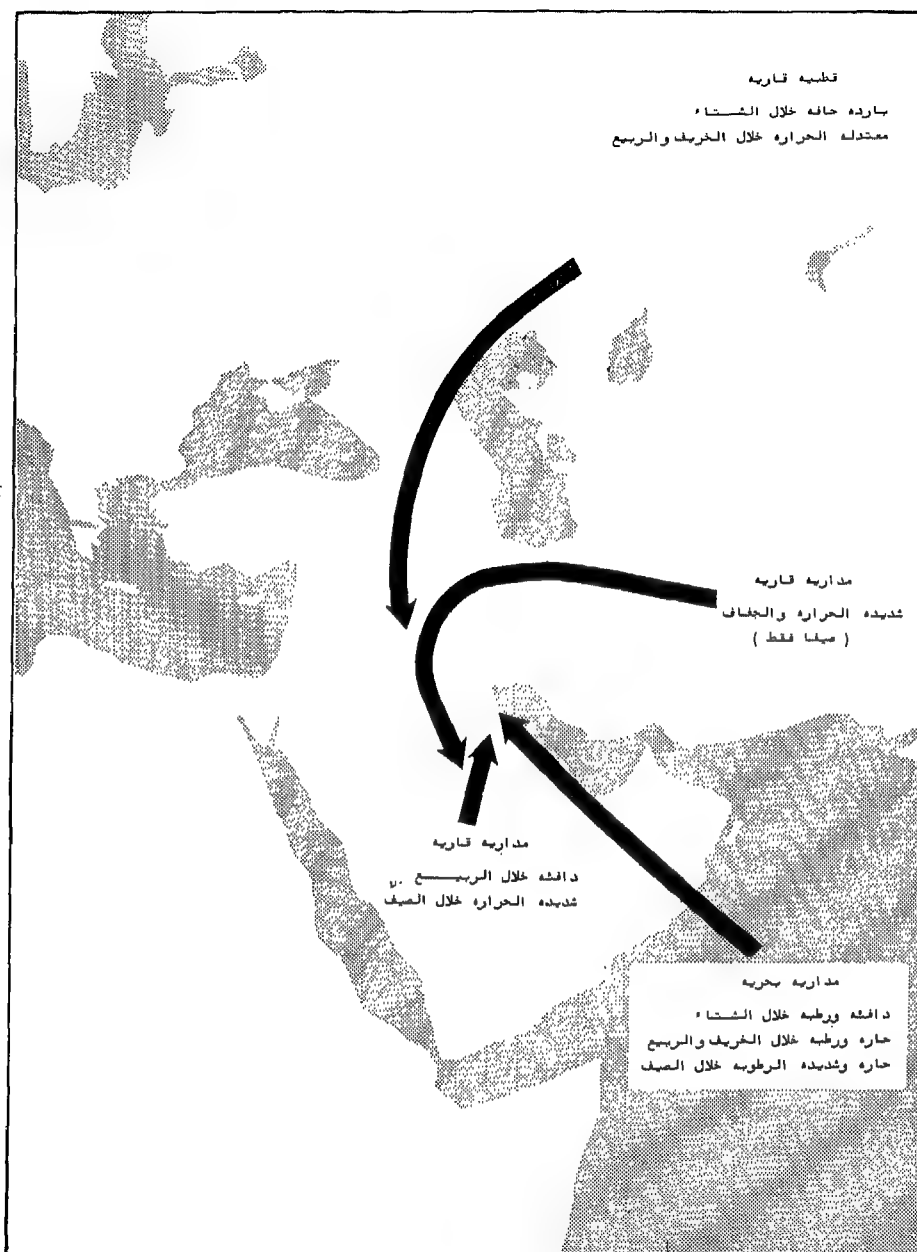 قطبيه قاريه
بارده جافه خلال الشتاء
معتدله الحراره خلال الخريف والربيع
مداريه قاريه
شديده الحراره والجفاف
( صيفا فقط )
مداريه قاريه
دافئه خلال الربيع
شديده الحراره خلال الصيف
مداريه بحريه
دافئه ورطبه خلال الشتاء
حاره ورطبه خلال الخريف والربيع
حاره وشديده الرطوبه خلال الصيف